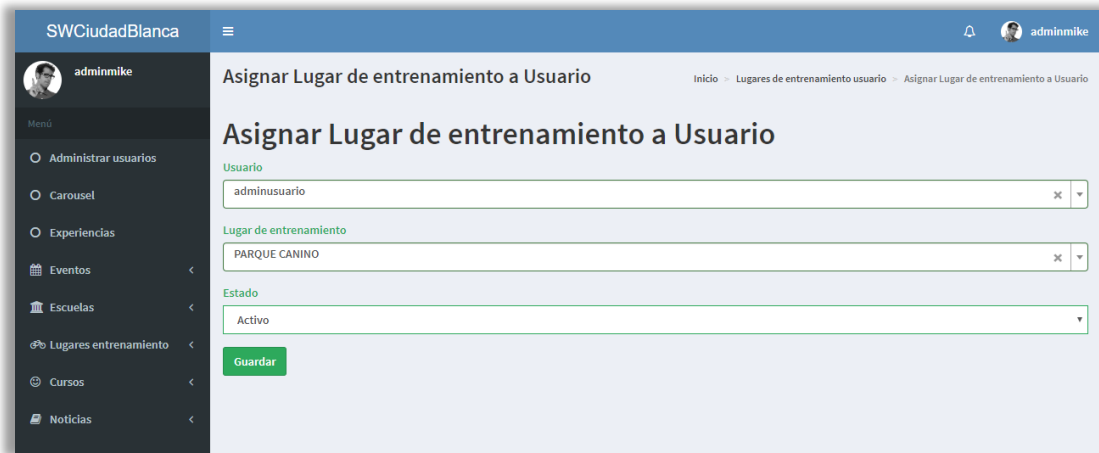 SWCiudadBlanca
adminmike
adminmike
Menú
Administrar usuarios
Carousel
Experiencias
Eventos
Escuelas
Lugares entrenamiento
Cursos
Noticias
Asignar Lugar de entrenamiento a Usuario
Inicio > Lugares de entrenamiento usuario > Asignar Lugar de entrenamiento a Usuario
Asignar Lugar de entrenamiento a Usuario
Usuario
adminusuario
Lugar de entrenamiento
PARQUE CANINO
Estado
Activo
Guardar